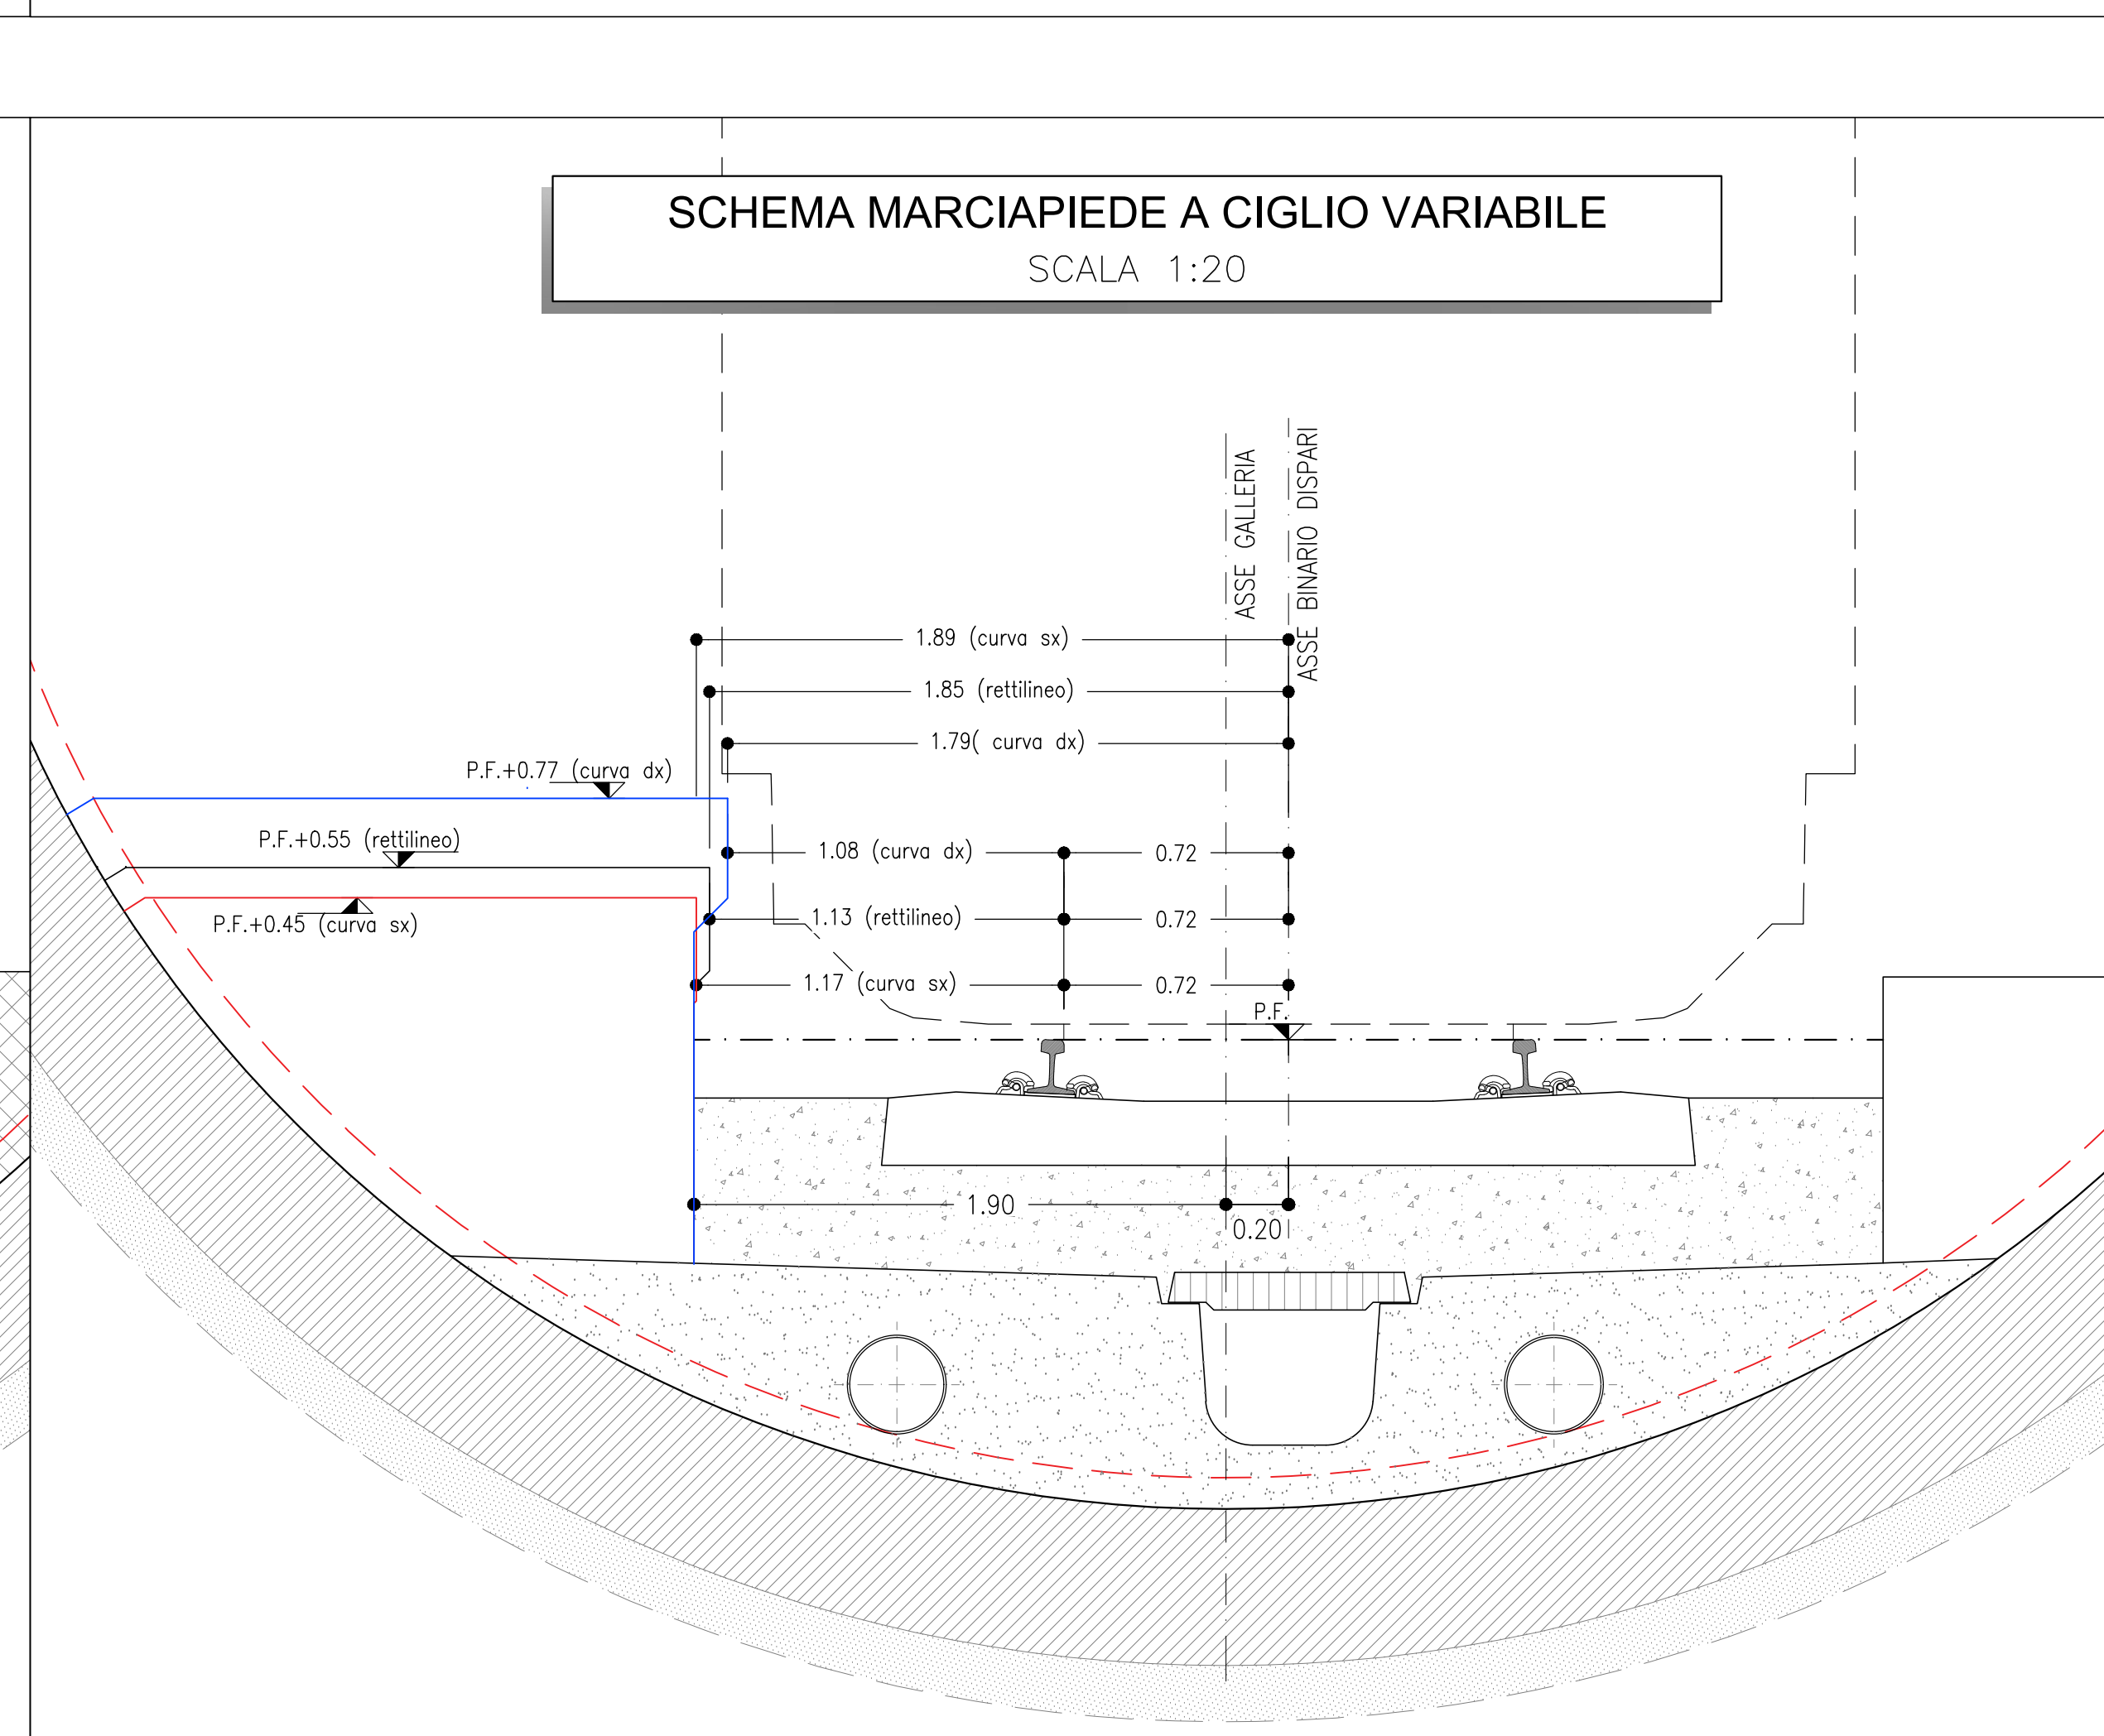 SCHEMA MARCIAPIEDE A CIGLIO VARIABILE
SCALA 1:20
ASSE GALLERIA
ASSE BINARIO DISPARI
1.89 (curva sx)
1.85 (rettilineo)
1.79( curva dx)
P.F.+0.77 (curva dx)
P.F.+0.55 (rettilineo)
P.F.+0.45 (curva sx)
1.08 (curva dx)
0.72
1.13 (rettilineo)
0.72
1.17 (curva sx)
0.72
P.F.
1.90
0.20